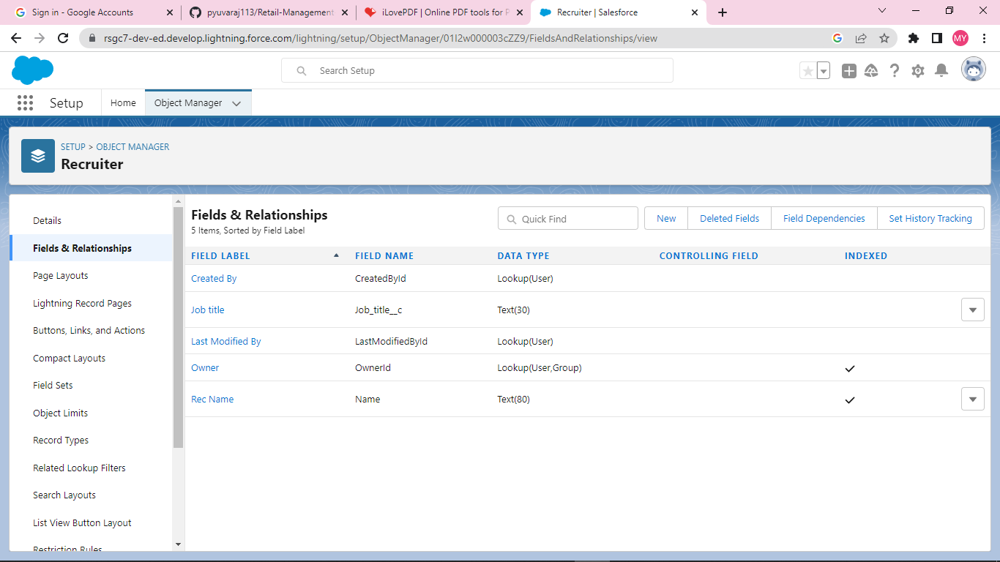 Sign in - Google Accounts
pyuvaraj113/Retail-Management
iLovePDF | Online PDF tools for P
Recruiter | Salesforce
rsgc7-dev-ed.develop.lightning.force.com/lightning/setup/ObjectManager/01I2w000003cZZ9/FieldsAndRelationships/view
MY
Search Setup
Setup
Home
Object Manager
SETUP > OBJECT MANAGER
Recruiter
Details
Fields & Relationships
Page Layouts
Lightning Record Pages
Buttons, Links, and Actions
Compact Layouts
Field Sets
Object Limits
Record Types
Related Lookup Filters
Search Layouts
List View Button Layout
Restriction Rules
Fields & Relationships
5 Items, Sorted by Field Label
Quick Find
New
Deleted Fields
Field Dependencies
Set History Tracking
FIELD LABEL FIELD NAME DATA TYPE CONTROLLING FIELD INDEXED
Created By CreatedById Lookup(User)
Job title Job_title__c Text(30)
Last Modified By LastModifiedById Lookup(User)
Owner OwnerId Lookup(User,Group)
Rec Name Name Text(80)